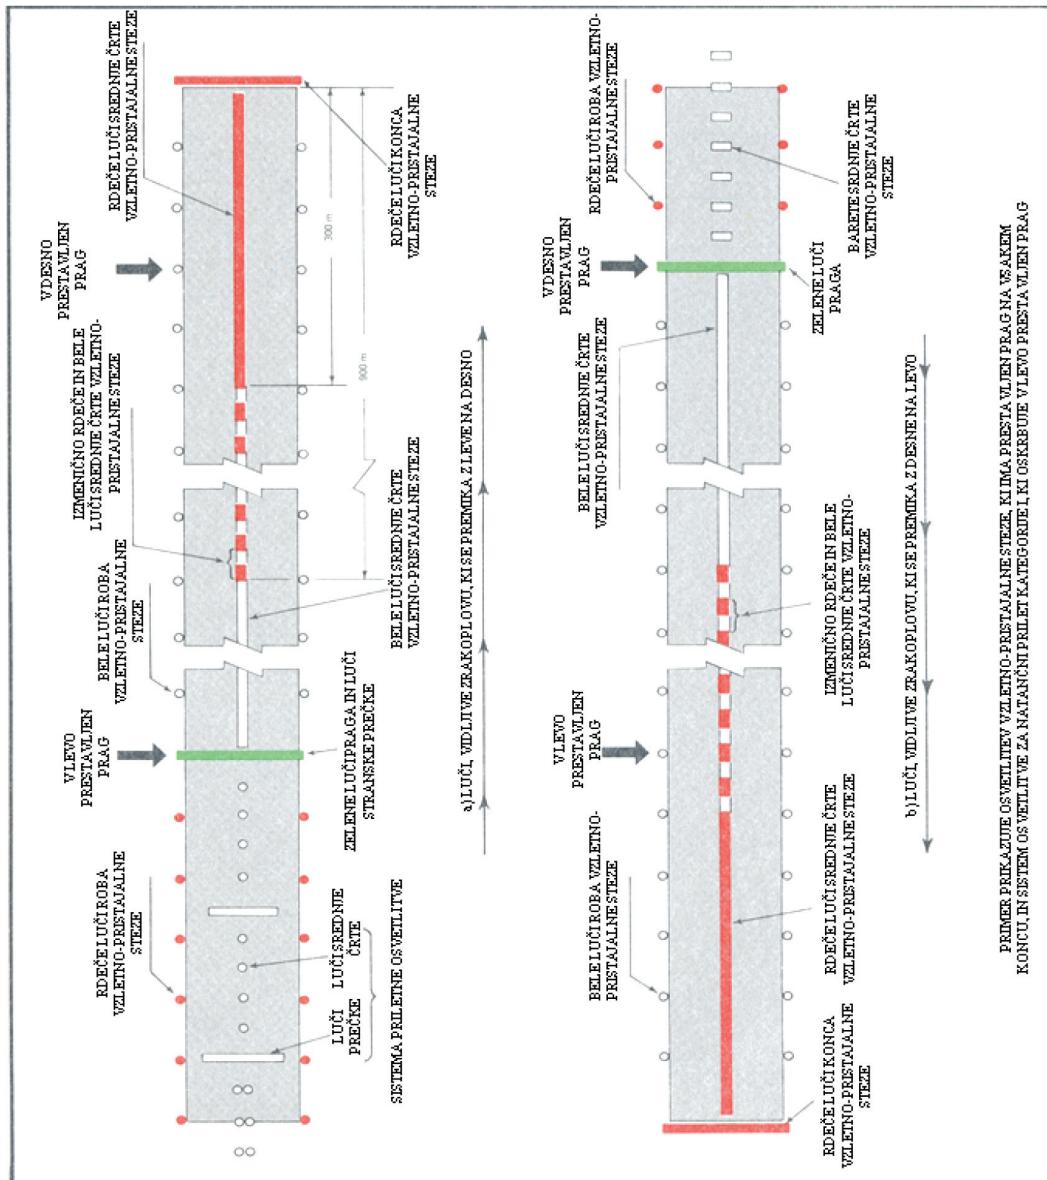 RDEČE LUČI ROBA
VZLETNO-PRISTAJALNE
STEZE
LUČI
PREČKE
LUČI SREDNJE
ČRTE
SISTEMA PRILETNE OSVETLITVE
V LEVO
PRESTAVLJEN
PRAG
ZELENE LUČI PRAGA IN LUČI
STRANSKE PREČKE
BELE LUČI ROBA
VZLETNO-PRISTAJALNE
STEZE
BELE LUČI SREDNJE ČRTE
VZLETNO-PRISTAJALNE STEZE
IZMENIČNO RDEČE IN BELE
LUČI SREDNJE ČRTE VZLETNO-
PRISTAJALNE STEZE
V DESNO
PRESTAVLJEN
PRAG
RDEČE LUČI SREDNJE ČRTE
VZLETNO-PRISTAJALNE STEZE
300 m
900 m
RDEČE LUČI KONCA
VZLETNO-PRISTAJALNE
STEZE
a) LUČI, VIDLJIVE ZRAKOPLOVU, KI SE PREMIKA Z LEVE NA DESNO
RDEČE LUČI KONCA
VZLETNO-PRISTAJALNE
STEZE
BELE LUČI ROBA VZLETNO-
PRISTAJALNE STEZE
RDEČE LUČI SREDNJE ČRTE
VZLETNO-PRISTAJALNE STEZE
V LEVO
PRESTAVLJEN
PRAG
IZMENIČNO RDEČE IN BELE
LUČI SREDNJE ČRTE VZLETNO-
PRISTAJALNE STEZE
BELE LUČI SREDNJE ČRTE
VZLETNO-PRISTAJALNE STEZE
V DESNO
PRESTAVLJEN
PRAG
ZELENE LUČI
PRAGA
RDEČE LUČI ROBA VZLETNO-
PRISTAJALNE STEZE
BARETE SRDNJE ČRTE
VZLETNO-PRISTAJALNE
STEZE
b) LUČI, VIDLJIVE ZRAKOPLOVU, KI SE PREMIKA Z DESNE NA LEVO
PRIMER PRIKAZUJE OSVETLITEV VZLETNO-PRISTAJALNE STEZE, KI IMA PRESTAVLJEN PRAG NA VSAKEM
KONCU, IN SISTEM OSVETLITVE ZA NATANČNI PRILET KATEGORIJE I, KI OSKRBUJE V LEVO PRESTAVLJEN PRAG